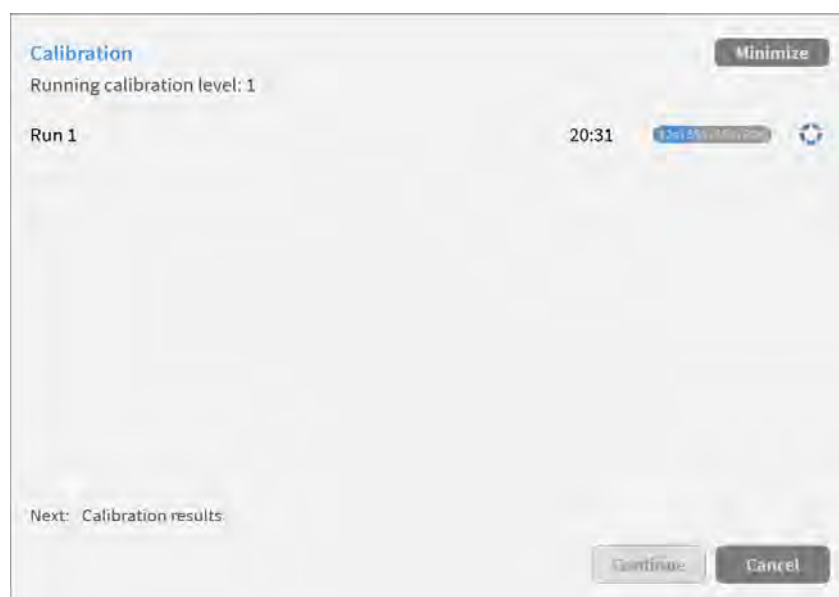 Calibration
Minimize
Running calibration level: 1
Run 1
20:31
Next: Calibration results
Continue
Cancel